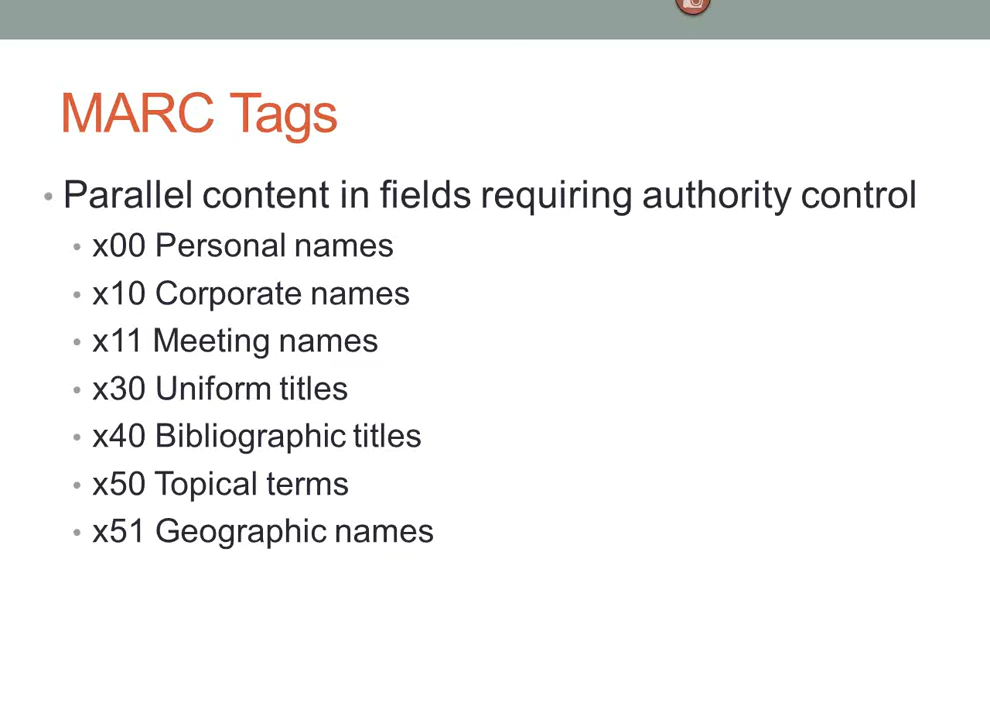 MARC Tags
• Parallel content in fields requiring authority control
• x00 Personal names
• x10 Corporate names
• x11 Meeting names
• x30 Uniform titles
• x40 Bibliographic titles
• x50 Topical terms
• x51 Geographic names